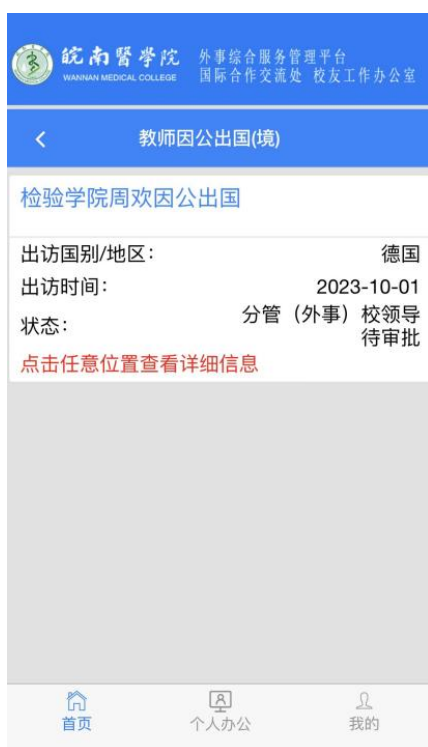 皖南醫學院 外事综合服务管理平台
WANNAN MEDICAL COLLEGE 国际合作交流处 校友工作办公室
教师因公出国(境)
检验学院周欢因公出国
出访国别/地区： 德国
出访时间： 2023-10-01
状态： 分管（外事）校领导
待审批
点击任意位置查看详细信息
首页 个人办公 我的